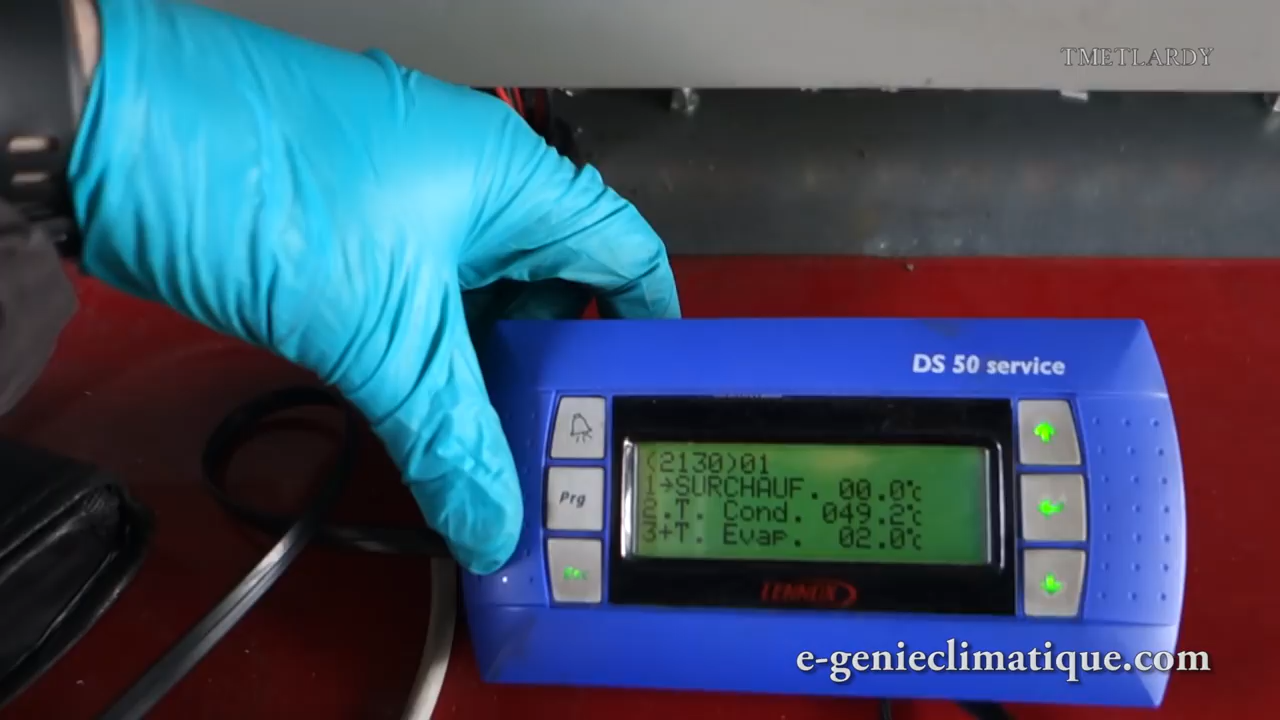 TMETLARDY
DS 50 service
Prg
(2130)01
1→SURCHAUF. 00.0℃
2.T. Cond. 049.2℃
3+T. Evap. 02.0℃
LENNOX
e-genieclimatique.com